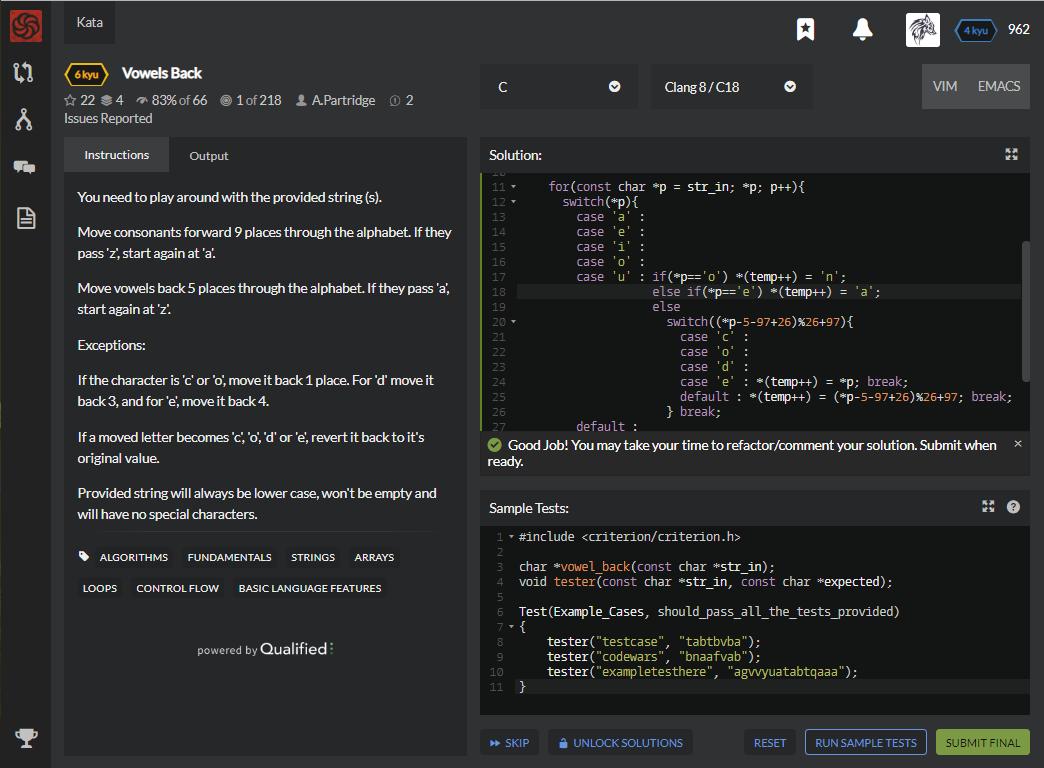 Kata
4 kyu
962
6 kyu
Vowels Back
22 4 83% of 66 1 of 218 A.Partridge 2
Issues Reported
C
Clang 8 / C18
VIM
EMACS
Instructions
Output
You need to play around with the provided string (s).
Move consonants forward 9 places through the alphabet. If they
pass 'z', start again at 'a'.
Move vowels back 5 places through the alphabet. If they pass 'a',
start again at 'z'.
Exceptions:
If the character is 'c' or 'o', move it back 1 place. For 'd' move it
back 3, and for 'e', move it back 4.
If a moved letter becomes 'c', 'o', 'd' or 'e', revert it back to it's
original value.
Provided string will always be lower case, won't be empty and
will have no special characters.
ALGORITHMS FUNDAMENTALS STRINGS ARRAYS
LOOPS CONTROL FLOW BASIC LANGUAGE FEATURES
powered by Qualified
Solution:
10
11 for(const char *p = str_in; *p; p++){
12 switch(*p){
13 case 'a' :
14 case 'e' :
15 case 'i' :
16 case 'o' :
17 case 'u' : if(*p=='o') *(temp++) = 'n';
18 else if(*p=='e') *(temp++) = 'a';
19 else
20 switch((*p-5-97+26)%26+97){
21 case 'c' :
22 case 'o' :
23 case 'd' :
24 case 'e' : *(temp++) = *p; break;
25 default : *(temp++) = (*p-5-97+26)%26+97; break;
26 } break;
27 default :
Good Job! You may take your time to refactor/comment your solution. Submit when
ready.
Sample Tests:
1 #include <criterion/criterion.h>
2
3 char *vowel_back(const char *str_in);
4 void tester(const char *str_in, const char *expected);
5
6 Test(Example_Cases, should_pass_all_the_tests_provided)
7 {
8 tester("testcase", "tabtbvba");
9 tester("codewars", "bnaafvab");
10 tester("exampletesthere", "agvvyuatabtqaaa");
11 }
SKIP
UNLOCK SOLUTIONS
RESET
RUN SAMPLE TESTS
SUBMIT FINAL